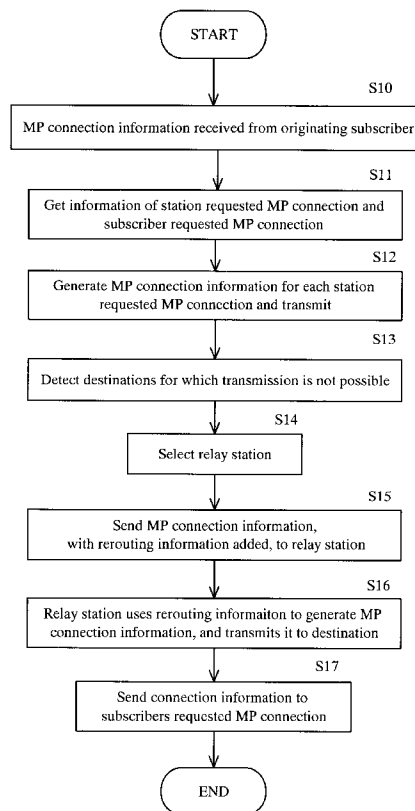 START
S10
MP connection information received from originating subscriber
S11
Get information of station requested MP connection and
subscriber requested MP connection
S12
Generate MP connection information for each station
requested MP connection and transmit
S13
Detect destinations for which transmission is not possible
S14
Select relay station
S15
Send MP connection information,
with rerouting information added, to relay station
S16
Relay station uses rerouting informaiton to generate MP
connection information, and transmits it to destination
S17
Send connection information to
subscribers requested MP connection
END